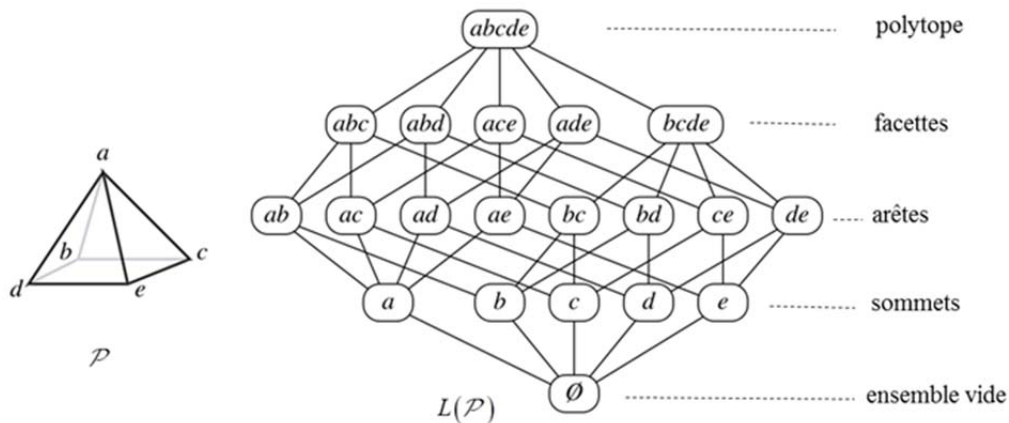 abcde polytope
abc abd ace ade bcde facettes
a
b c
d e
ab ac ad ae bc bd ce de arêtes
a b c d e sommets
𝒫
L(𝒫) Ø ensemble vide